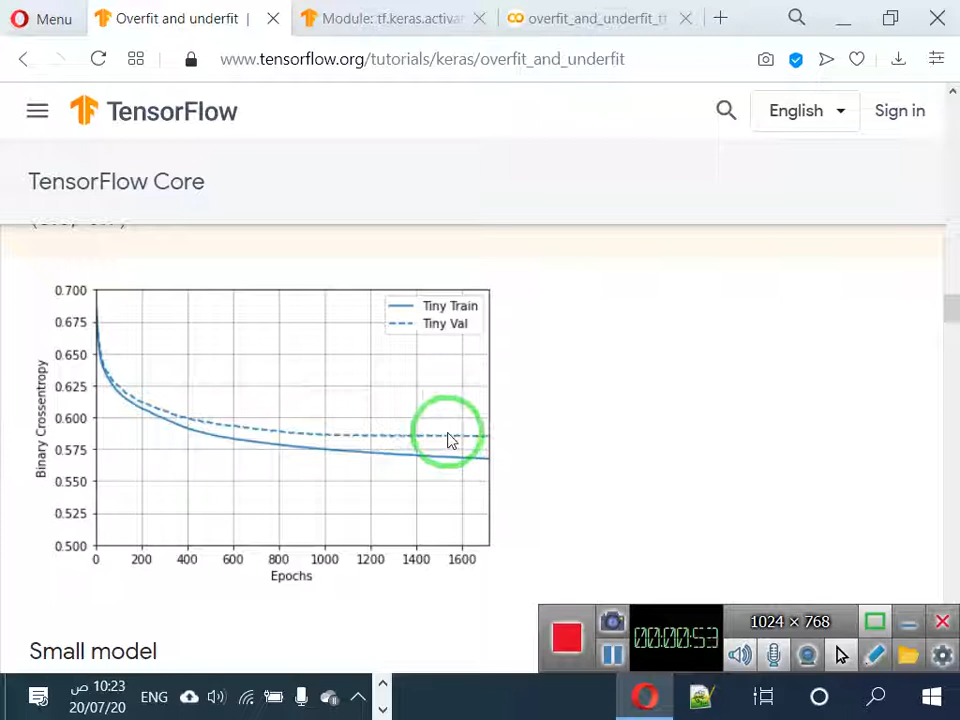 Menu
Overfit and underfit |
Module: tf.keras.activat
overfit_and_underfit_tf
www.tensorflow.org/tutorials/keras/overfit_and_underfit
TensorFlow
English
Sign in
TensorFlow Core
0.700
0.675
0.650
0.625
0.600
0.575
0.550
0.525
0.500
Binary Crossentropy
Tiny Train
Tiny Val
0 200 400 600 800 1000 1200 1400 1600
Epochs
Small model
00:00:53
1024 × 768
10:23 ص
20/07/20
ENG